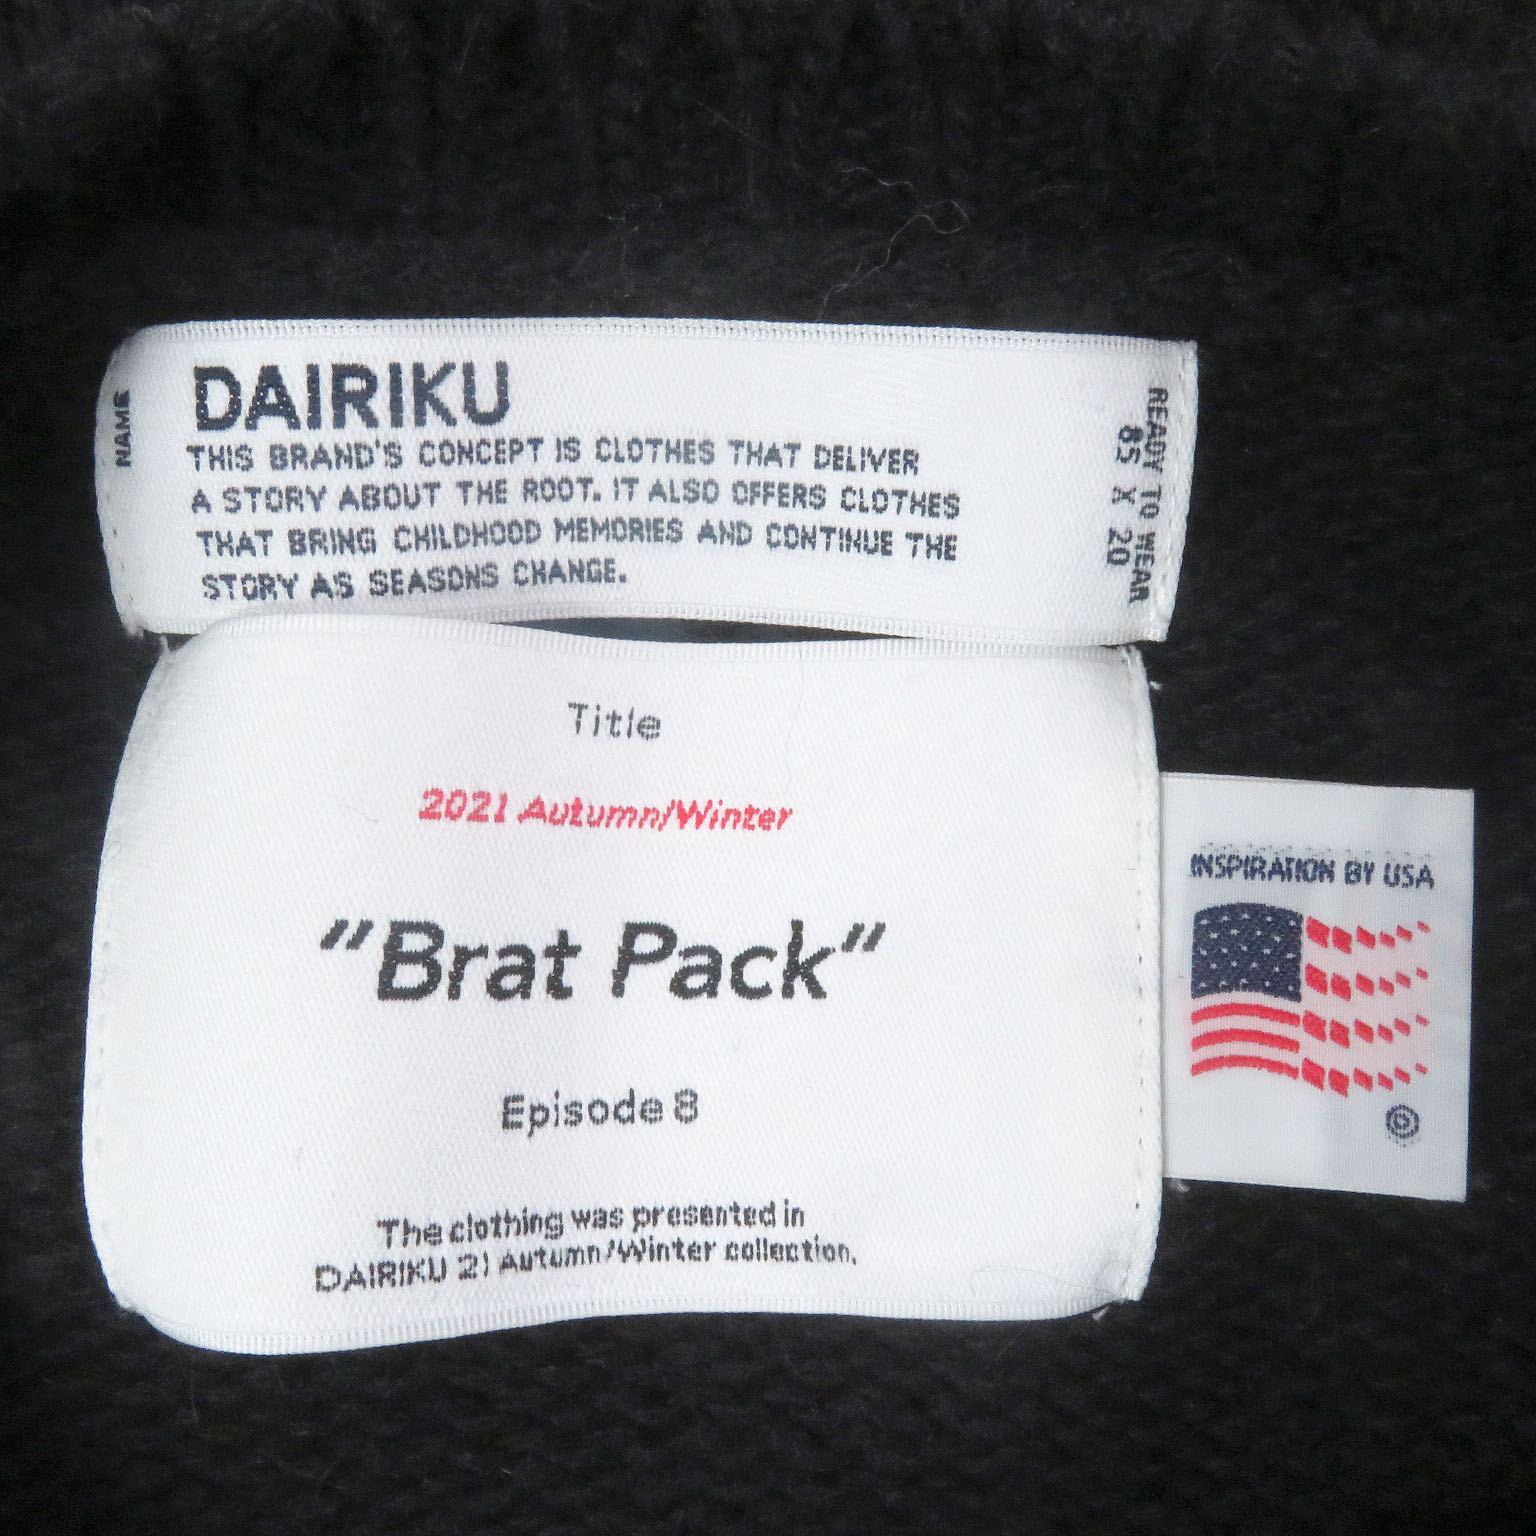 NAME
DAIRIKU
THIS BRAND'S CONCEPT IS CLOTHES THAT DELIVER
A STORY ABOUT THE ROOT. IT ALSO OFFERS CLOTHES
THAT BRING CHILDHOOD MEMORIES AND CONTINUE THE
STORY AS SEASONS CHANGE.
READY TO WEAR
65 X 20
Title
2021 Autumn/Winter
"Brat Pack"
Episode 8
The clothing was presented in
DAIRIKU 21 Autumn/Winter collection.
INSPIRATION BY USA
©